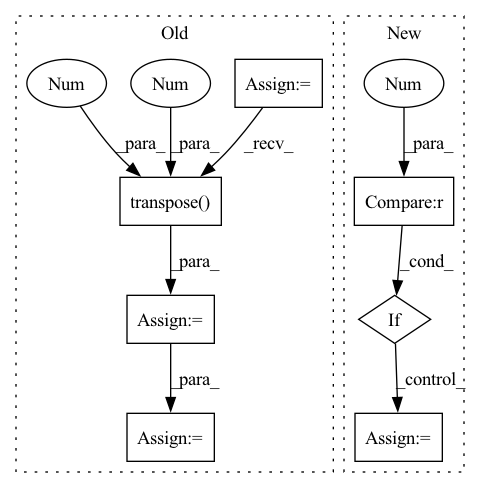 Old
New
Num
Num
Assign:=
Num
_para_
_para_
_recv_
_para_
transpose()
Compare:r
_para_
_cond_
Assign:=
If
_para_
_control_
Assign:=
Assign:=